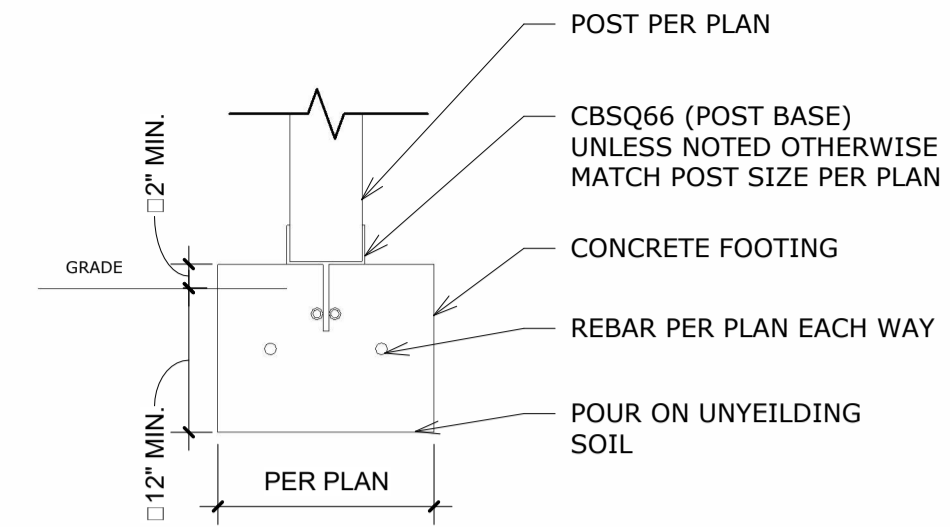 POST PER PLAN
CBSQ66 (POST BASE)
UNLESS NOTED OTHERWISE
MATCH POST SIZE PER PLAN
□2" MIN.
GRADE
CONCRETE FOOTING
REBAR PER PLAN EACH WAY
□12" MIN.
POUR ON UNYEILDING
SOIL
PER PLAN